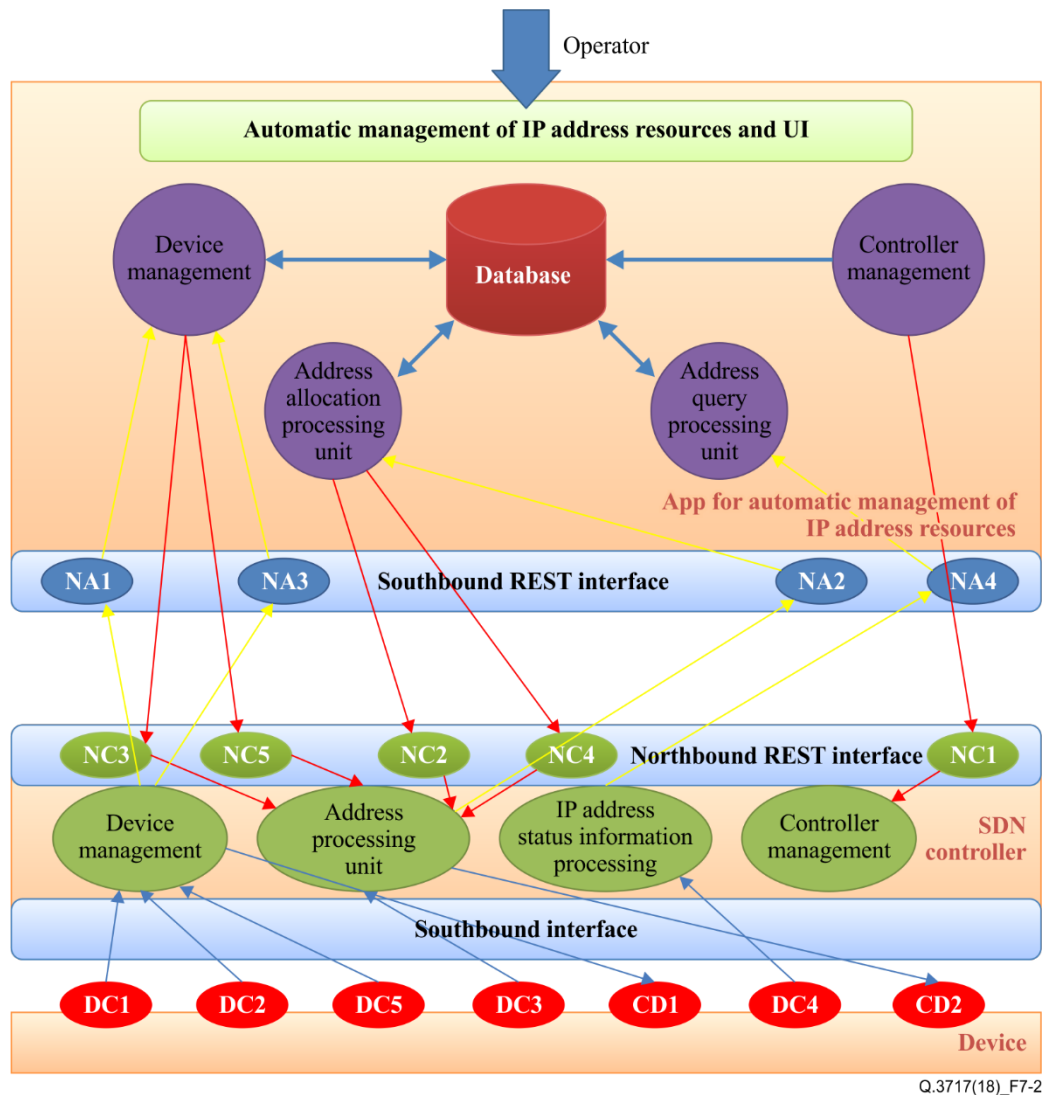 Operator
Automatic management of IP address resources and UI
Device
management
Database
Controller
management
Address
allocation
processing
unit
Address
query
processing
unit
App for automatic management of
IP address resources
NA1
NA3
Southbound REST interface
NA2
NA4
NC3
NC5
NC2
NC4
Northbound REST interface
NC1
Device
management
Address
processing
unit
IP address
status information
processing
Controller
management
SDN
controller
Southbound interface
DC1
DC2
DC5
DC3
CD1
DC4
CD2
Device
Q.3717(18)_F7-2